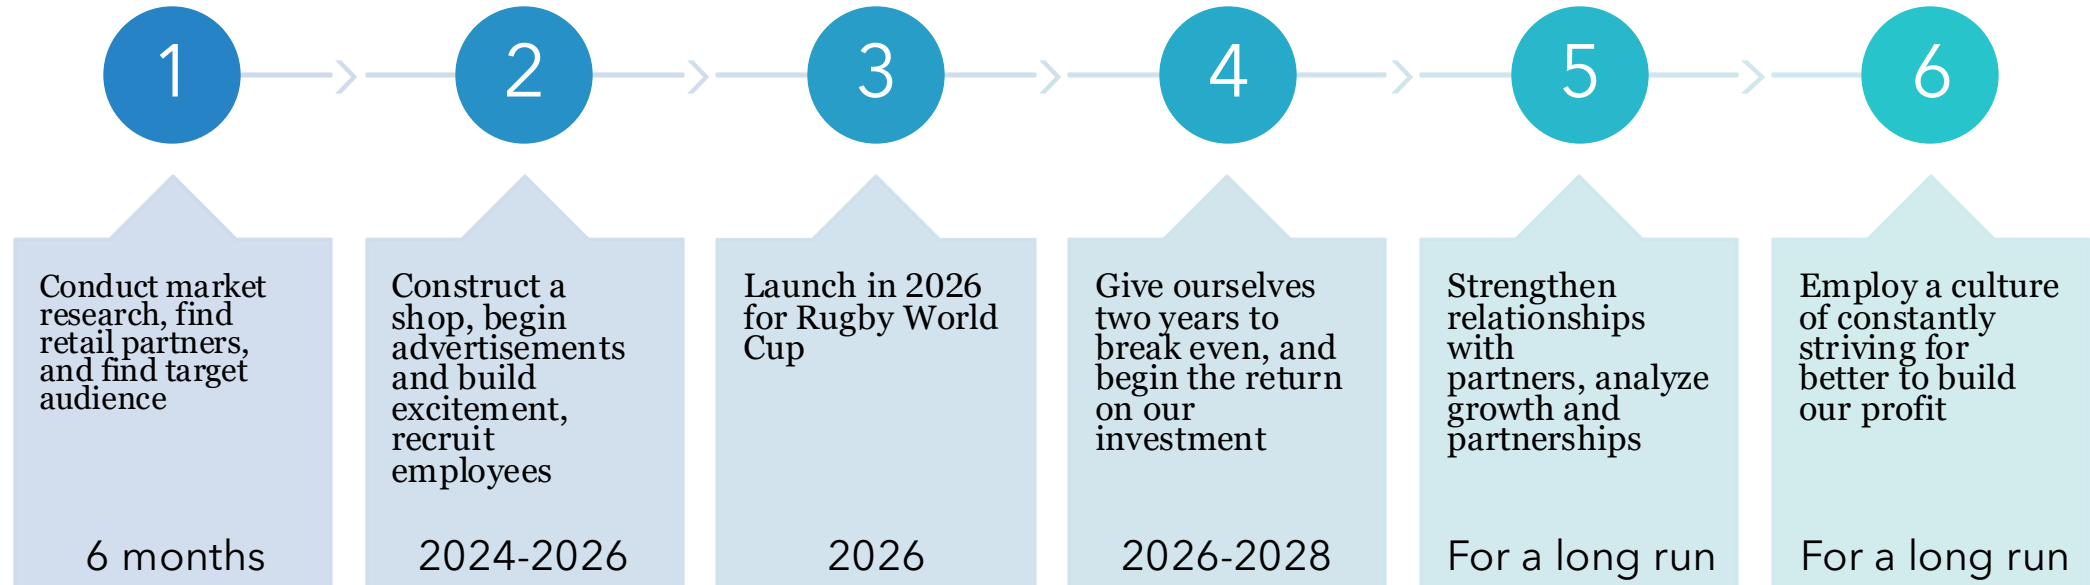 1
2
3
4
5
6
Conduct market
research, find
retail partners,
and find target
audience
6 months
Construct a
shop, begin
advertisements
and build
excitement,
recruit
employees
2024-2026
Launch in 2026
for Rugby World
Cup
2026
Give ourselves
two years to
break even, and
begin the return
on our
investment
2026-2028
Strengthen
relationships
with
partners, analyze
growth and
partnerships
For a long run
Employ a culture
of constantly
striving for
better to build
our profit
For a long run